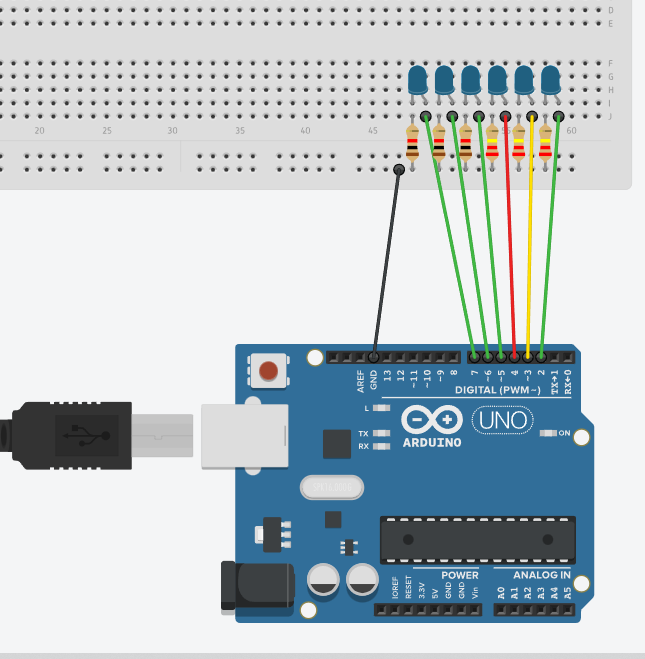 D
E
F
G
H
I
J
20 25 30 35 40 45 60
AREF
GND
13
12
~11
~10
~9
8
7
~6
~5
4
~3
2
TX→1
RX←0
DIGITAL (PWM~)
L
TX
RX
UNO
ARDUINO
ON
POWER
ANALOG IN
IOREF
RESET
3.3V
5V
GND
GND
Vin
A0
A1
A2
A3
A4
A5